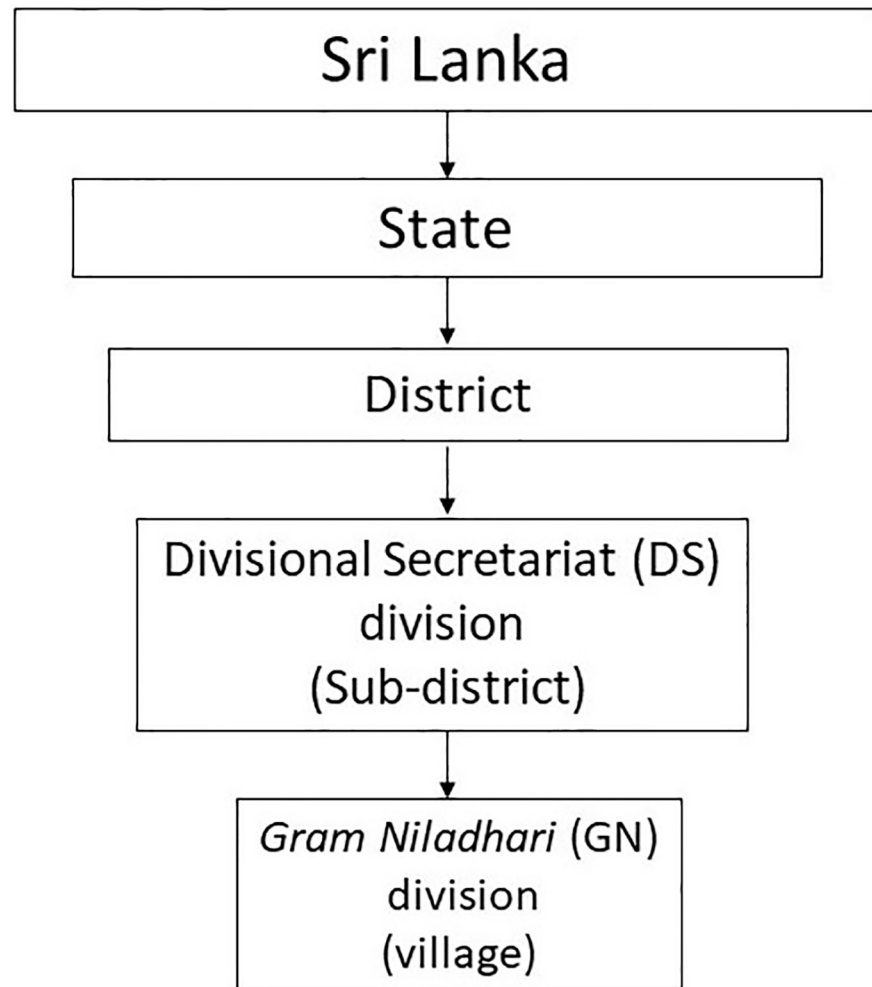 Sri Lanka
State
District
Divisional Secretariat (DS)
division
(Sub-district)
Gram Niladhari (GN)
division
(village)